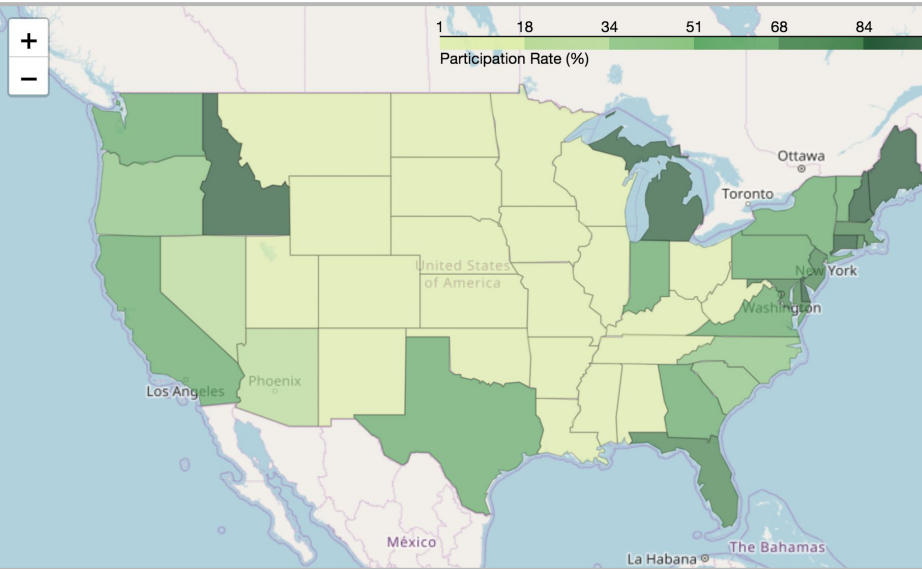 +
−
1 18 34 51 68 84
Participation Rate (%)
Ottawa
Toronto
United States
of America
New York
Washington
Los Angeles
Phoenix
México
La Habana
The Bahamas